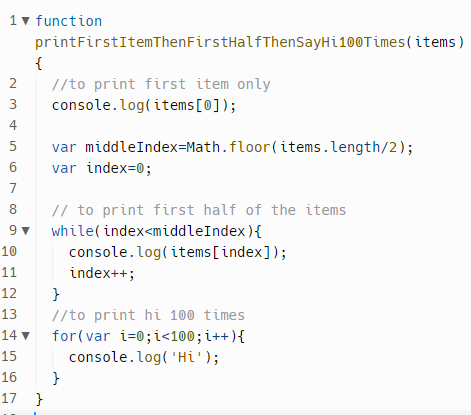 1 ▼ function
printFirstItemThenFirstHalfThenSayHi100Times(items)
{
2 //to print first item only
3 console.log(items[0]);
4
5 var middleIndex=Math.floor(items.length/2);
6 var index=0;
7
8 // to print first half of the items
9 ▼ while(index<middleIndex){
10 console.log(items[index]);
11 index++;
12 }
13 //to print hi 100 times
14 ▼ for(var i=0;i<100;i++){
15 console.log('Hi');
16 }
17 }